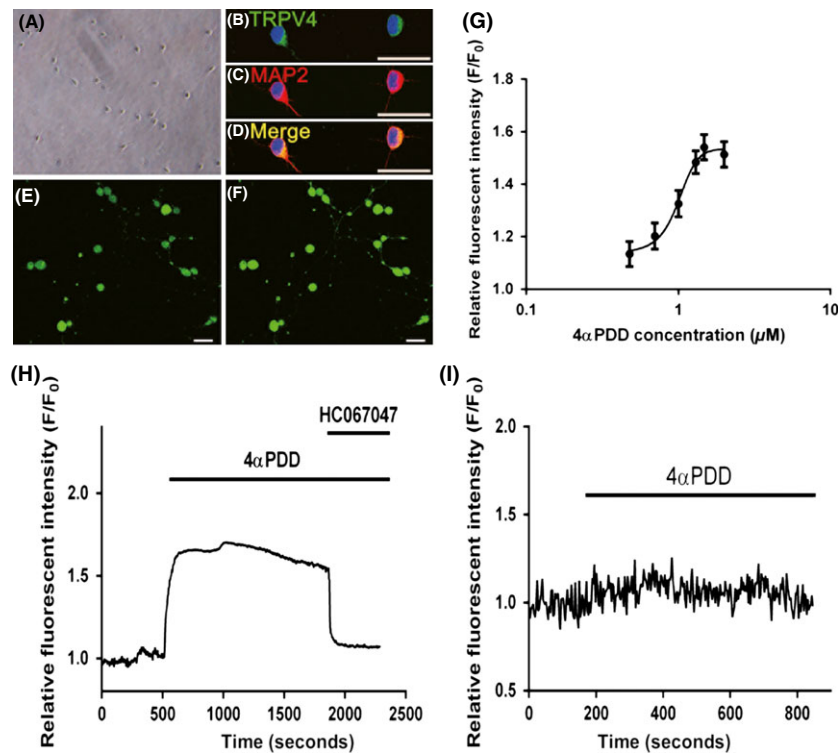 (A)
(B) TRPV4
(C) MAP2
(D) Merge
(E)
(F)
(G)
Relative fluorescent intensity (F/F₀)
1.8
1.6
1.4
1.2
1.0
0.1
1
10
4αPDD concentration (µM)
(H)
HC067047
4αPDD
Relative fluorescent intensity (F/F₀)
2.0
1.5
1.0
0
500
1000
1500
2000
2500
Time (seconds)
(I)
4αPDD
Relative fluorescent intensity (F/F₀)
2.0
1.5
1.0
0.5
0
200
400
600
800
Time (seconds)